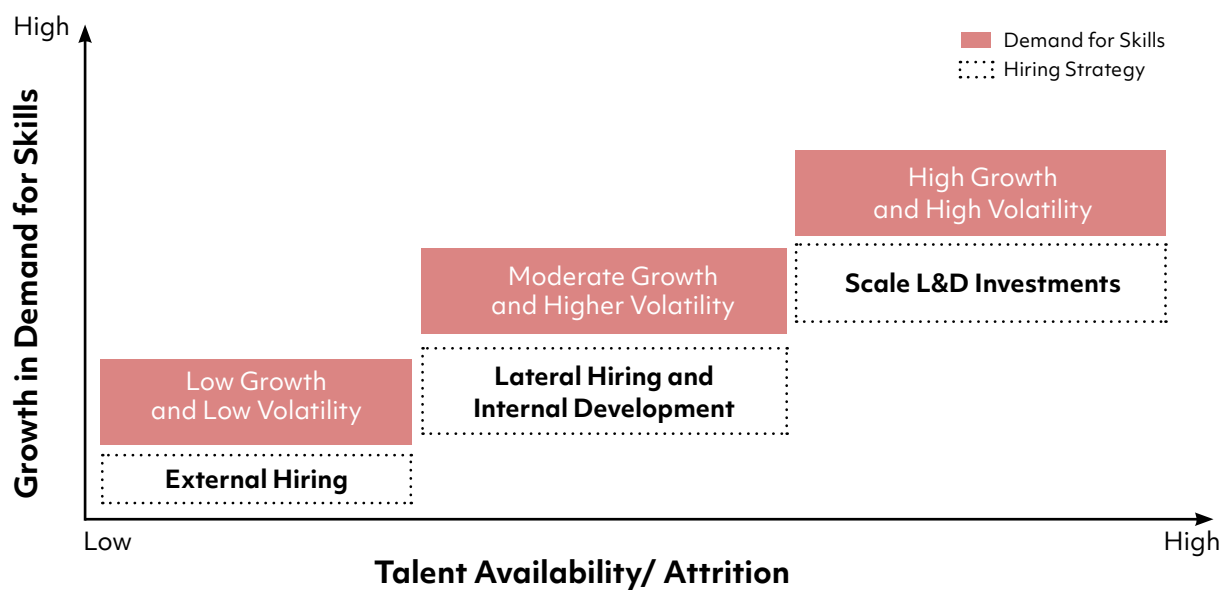 High
Demand for Skills
Hiring Strategy
Growth in Demand for Skills
High Growth
and High Volatility
Scale L&D Investments
Moderate Growth
and Higher Volatility
Lateral Hiring and
Internal Development
Low Growth
and Low Volatility
External Hiring
Low
High
Talent Availability/ Attrition